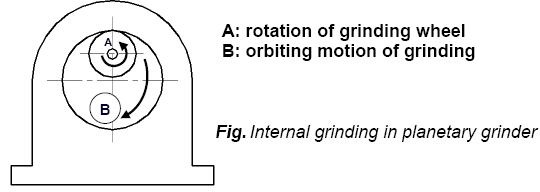 A
B
A: rotation of grinding wheel
B: orbiting motion of grinding
Fig. Internal grinding in planetary grinder